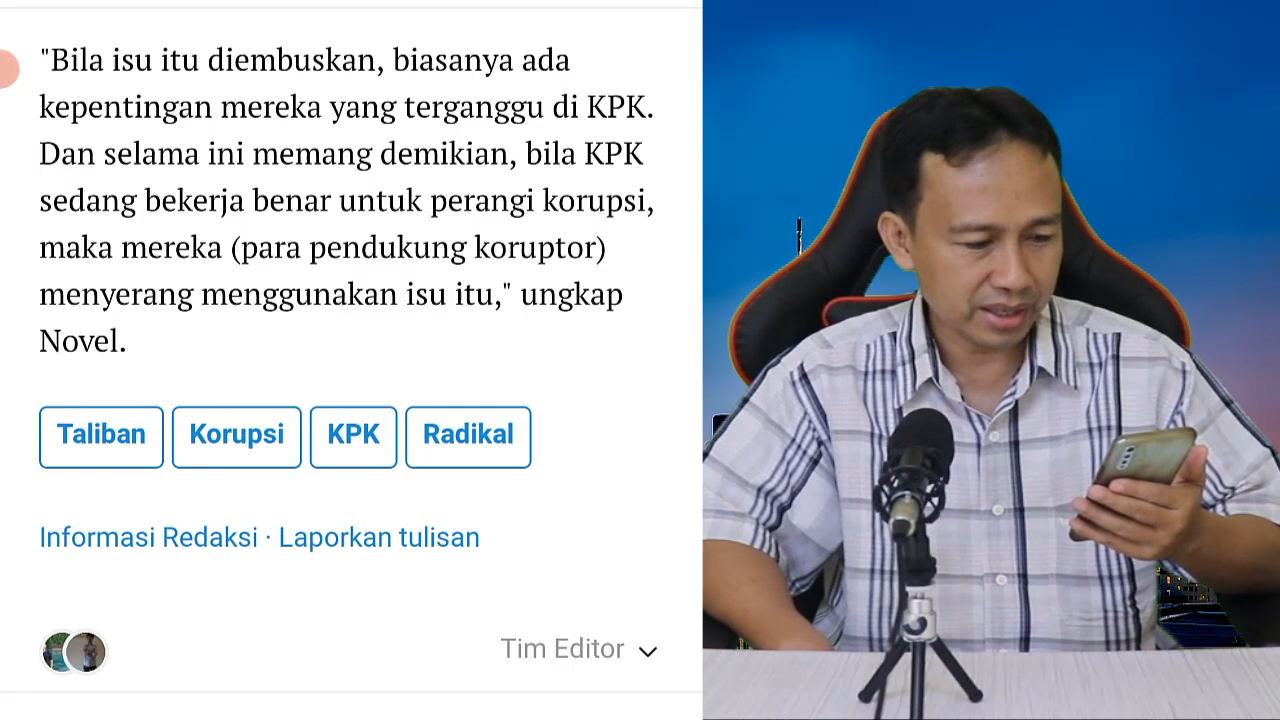 "Bila isu itu diembuskan, biasanya ada
kepentingan mereka yang terganggu di KPK.
Dan selama ini memang demikian, bila KPK
sedang bekerja benar untuk perangi korupsi,
maka mereka (para pendukung koruptor)
menyerang menggunakan isu itu," ungkap
Novel.
Taliban Korupsi KPK Radikal
Informasi Redaksi · Laporkan tulisan
Tim Editor